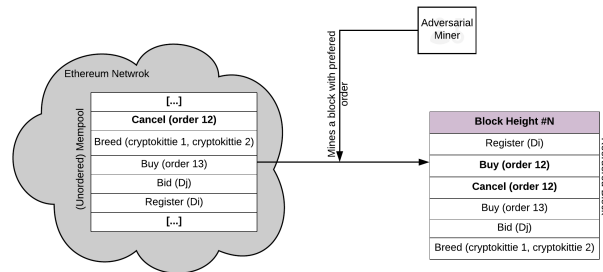 Adversarial
Miner
Mines a block with prefered
order
Ethereum Netwrok
(Unordered) Mempool
[...]
Cancel (order 12)
Breed (cryptokittie 1, cryptokittie 2)
Buy (order 13)
Bid (Dj)
Register (Di)
[...]
Block Height #N
Register (Di)
Buy (order 12)
Cancel (order 12)
Buy (order 13)
Bid (Dj)
Breed (cryptokittie 1, cryptokittie 2)